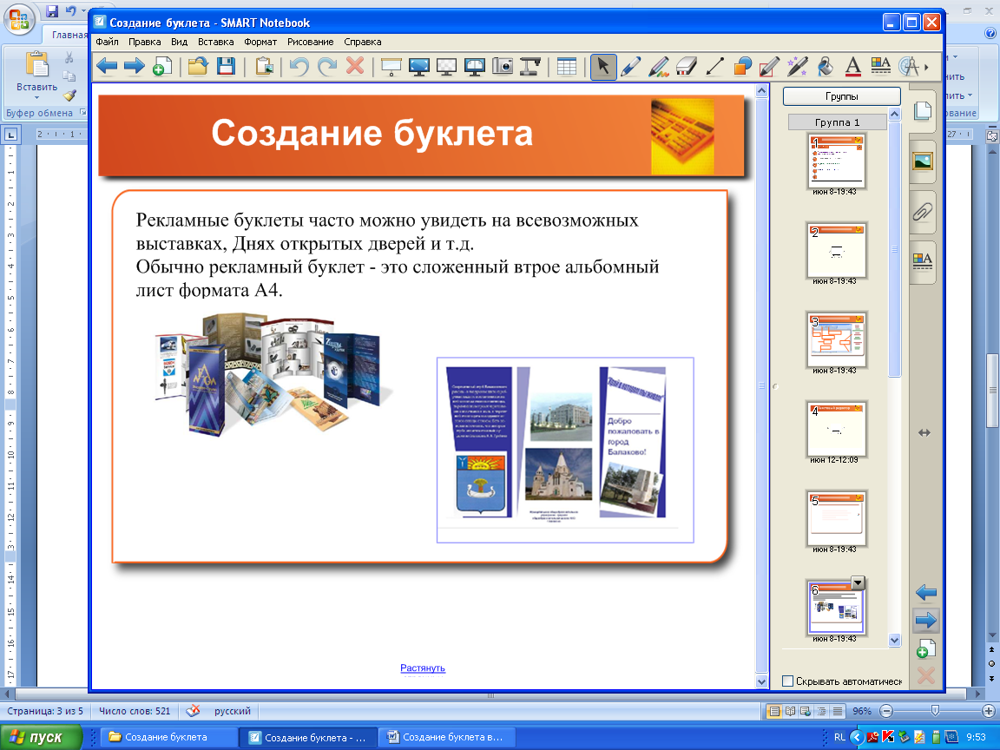 Создание буклета - SMART Notebook
Файл Правка Вид Вставка Формат Рисование Справка
Главная
Вставить
Буфер обмена
Создание буклета
Рекламные буклеты часто можно увидеть на всевозможных
выставках, Днях открытых дверей и т.д.
Обычно рекламный буклет - это сложенный втрое альбомный
лист формата А4.
Добро
пожаловать в
город
Балаково!
Растянуть
Группы
Группа 1
1
июн 8-19:43
2
июн 8-19:43
3
июн 8-19:43
4
июн 12-12:09
5
июн 8-19:43
6
июн 8-19:43
Скрывать автоматическ
Страница: 3 из 5 Число слов: 521 русский 96%
пуск Создание буклета Создание буклета - ... Создание буклета в... RL 9:53